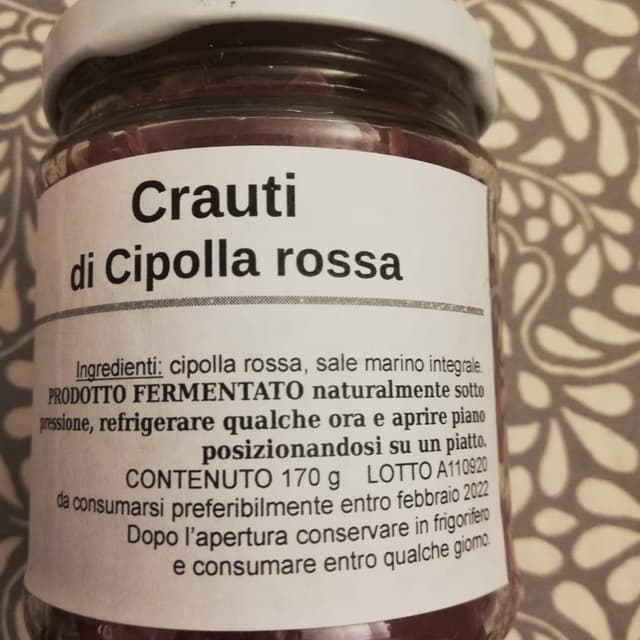 Crauti
di Cipolla rossa
Ingredienti: cipolla rossa, sale marino integrale.
PRODOTTO FERMENTATO naturalmente sotto
pressione, refrigerare qualche ora e aprire piano
posizionandosi su un piatto.
CONTENUTO 170 g LOTTO A110920
da consumarsi preferibilmente entro febbraio 2022
Dopo l'apertura conservare in frigorifero
e consumare entro qualche giorno.